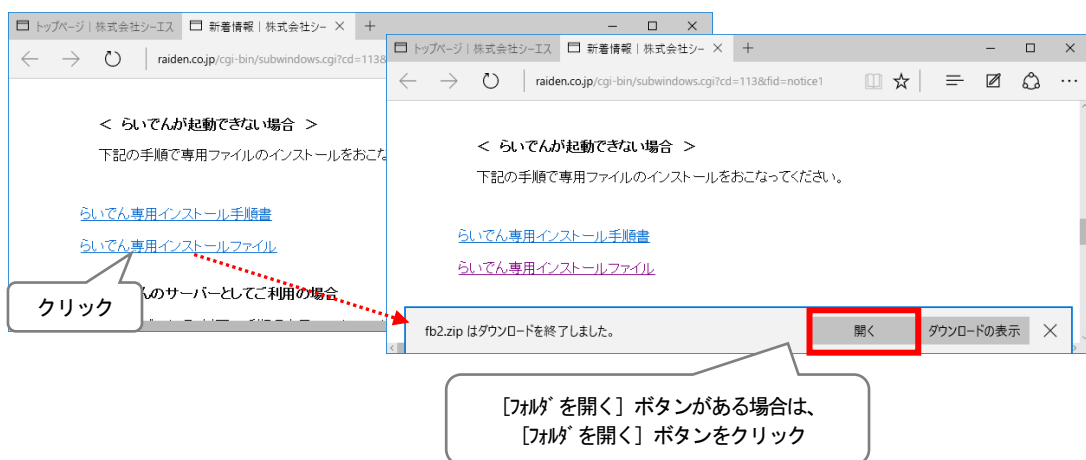 トップページ｜株式会社シーエス
新着情報｜株式会社シー
raiden.co.jp/cgi-bin/subwindows.cgi?cd=113&
＜ らいでんが起動できない場合 ＞
下記の手順で専用ファイルのインストールをおこな
らいでん専用インストール手順書
らいでん専用インストールファイル
んのサーバーとしてご利用の場合
クリック
トップページ｜株式会社シーエス
新着情報｜株式会社シー
raiden.co.jp/cgi-bin/subwindows.cgi?cd=113&fid=notice1
＜ らいでんが起動できない場合 ＞
下記の手順で専用ファイルのインストールをおこなってください。
らいでん専用インストール手順書
らいでん専用インストールファイル
fb2.zip はダウンロードを終了しました。
開く
ダウンロードの表示
［ﾌｫﾙﾀﾞを開く］ボタンがある場合は、
［ﾌｫﾙﾀﾞを開く］ボタンをクリック